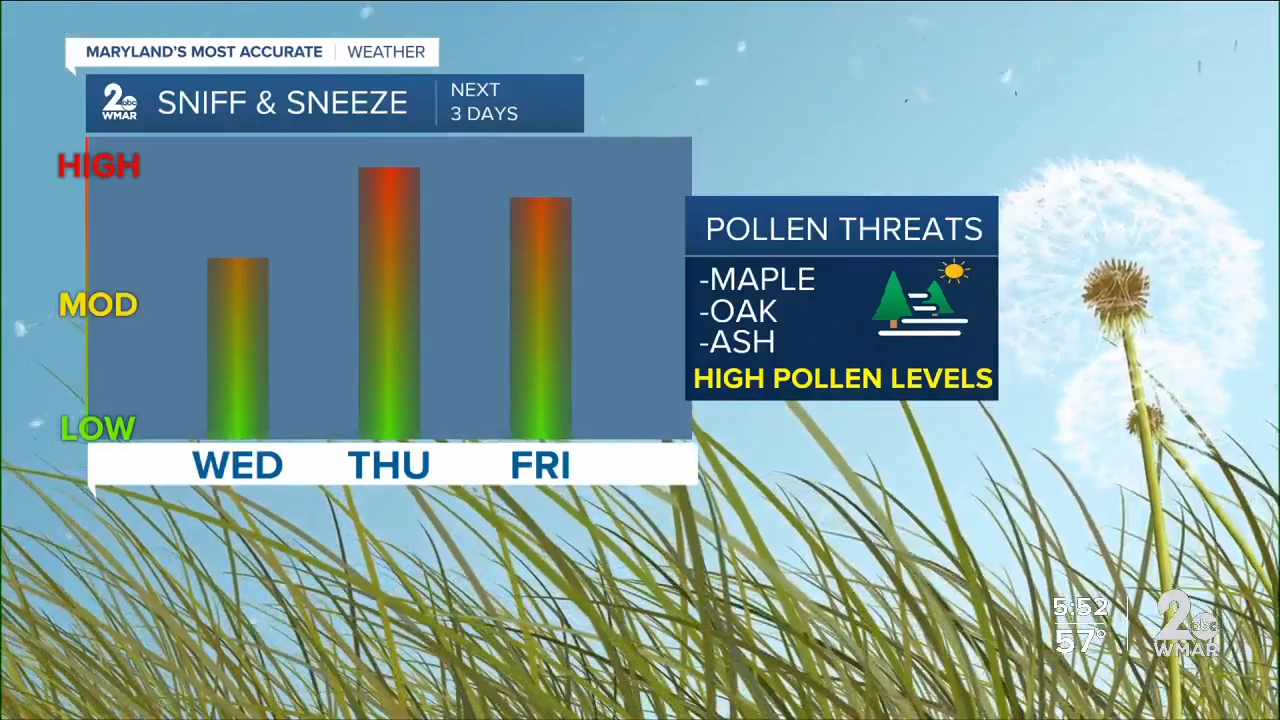 MARYLAND'S MOST ACCURATE | WEATHER
2 abc WMAR
SNIFF & SNEEZE
NEXT
3 DAYS
HIGH
MOD
LOW
WED THU FRI
POLLEN THREATS
-MAPLE
-OAK
-ASH
HIGH POLLEN LEVELS
5:52
57°
2 abc
WMAR